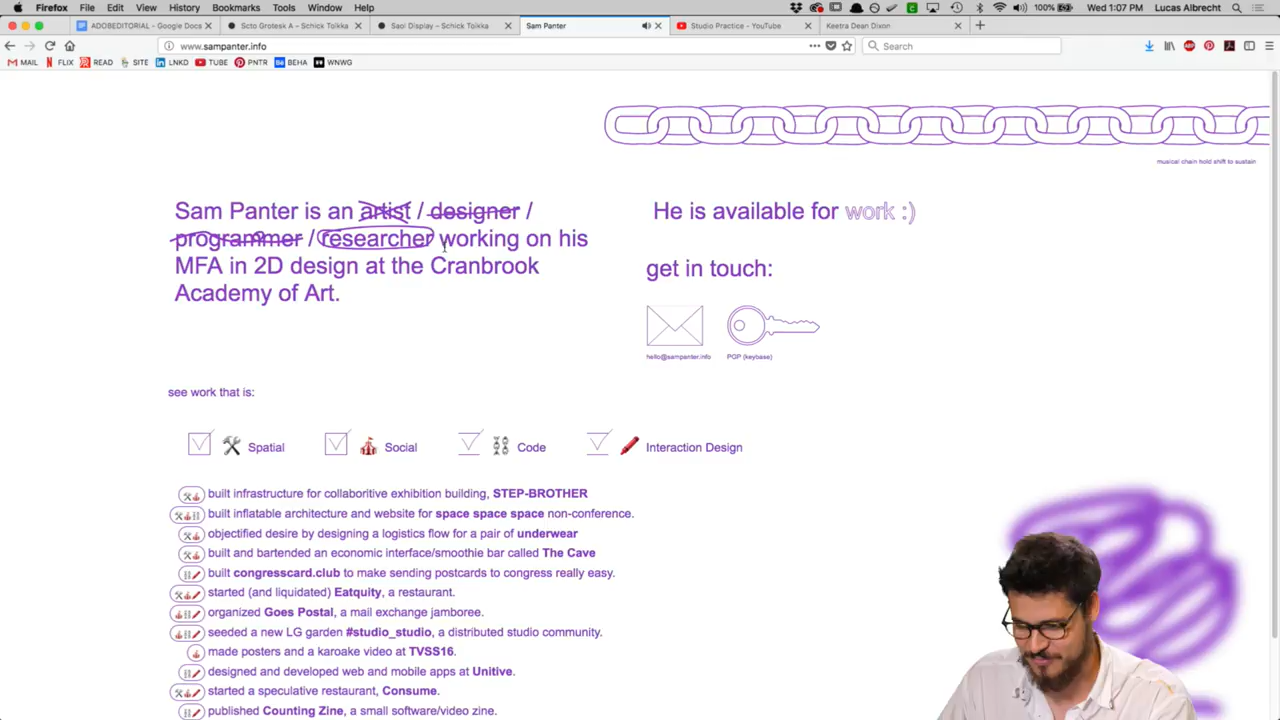 Firefox File Edit View History Bookmarks Tools Window Help 100% Wed 1:07 PM Lucas Albrecht
ADOBEDITORIAL - Google Docs
Scto Grotesk A – Schick Toikka
Saol Display – Schick Toikka
Sam Panter
Studio Practice - YouTube
Keetra Dean Dixon
www.sampanter.info
Search
MAIL FLIX READ SITE LNKD TUBE PNTR BEHA WNWG
musical chain hold shift to sustain
Sam Panter is an artist / designer /
programmer / researcher working on his
MFA in 2D design at the Cranbrook
Academy of Art.
He is available for work :)
get in touch:
hello@sampanter.info
PGP (keybase)
see work that is:
Spatial
Social
Code
Interaction Design
built infrastructure for collaboritive exhibition building, STEP-BROTHER
built inflatable architecture and website for space space space non-conference.
objectified desire by designing a logistics flow for a pair of underwear
built and bartended an economic interface/smoothie bar called The Cave
built congresscard.club to make sending postcards to congress really easy.
started (and liquidated) Eatquity, a restaurant.
organized Goes Postal, a mail exchange jamboree.
seeded a new LG garden #studio_studio, a distributed studio community.
made posters and a karoake video at TVSS16.
designed and developed web and mobile apps at Unitive.
started a speculative restaurant, Consume.
published Counting Zine, a small software/video zine.